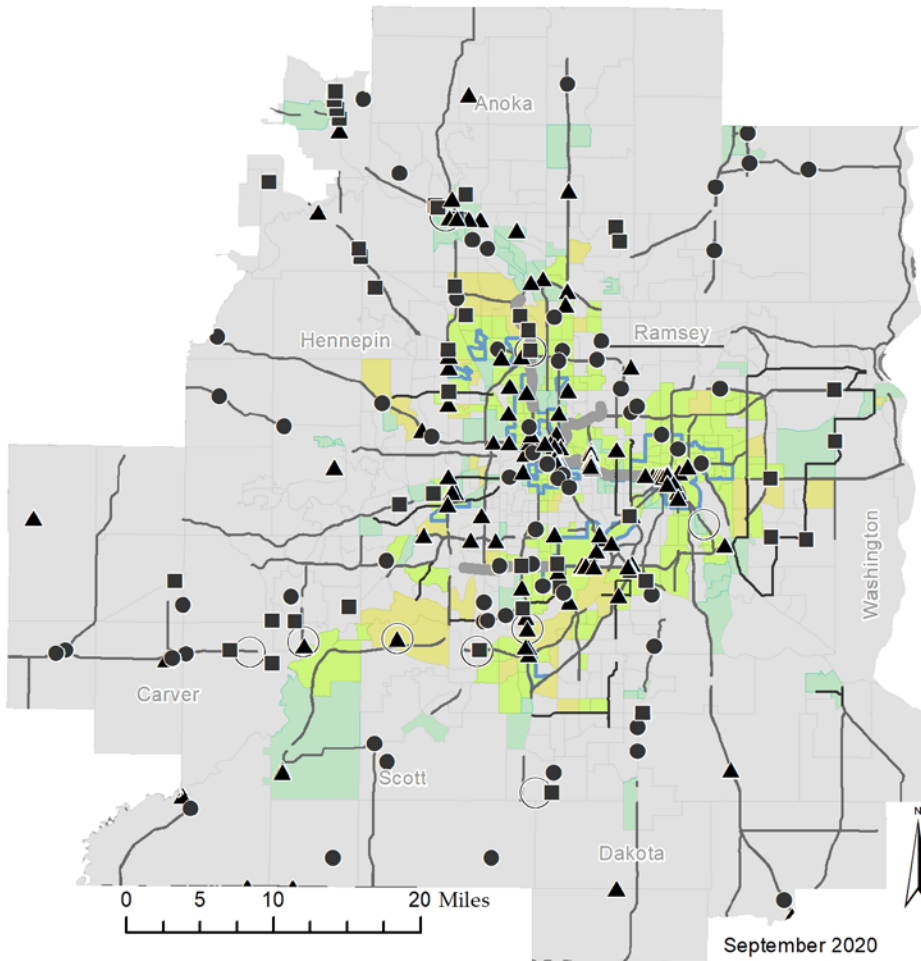 Anoka
Hennepin
Ramsey
Washington
Carver
Scott
Dakota
N
0 5 10 20 Miles
September 2020